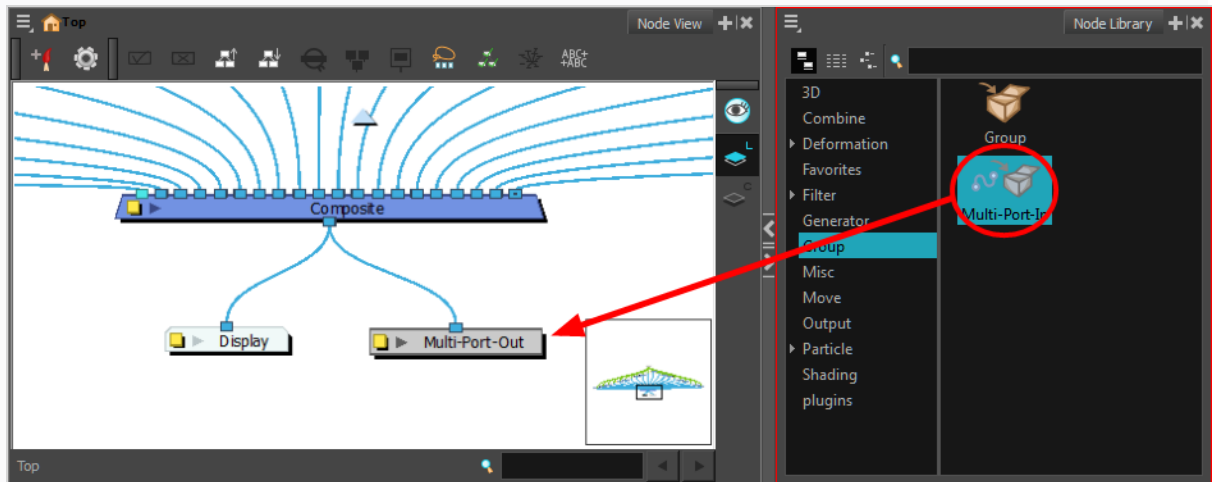 Top
Node View
ABC+
+ABC
L
C
Composite
Display
Multi-Port-Out
Top
Node Library
3D
Combine
Deformation
Favorites
Filter
Generator
Group
Misc
Move
Output
Particle
Shading
plugins
Group
Multi-Port-In